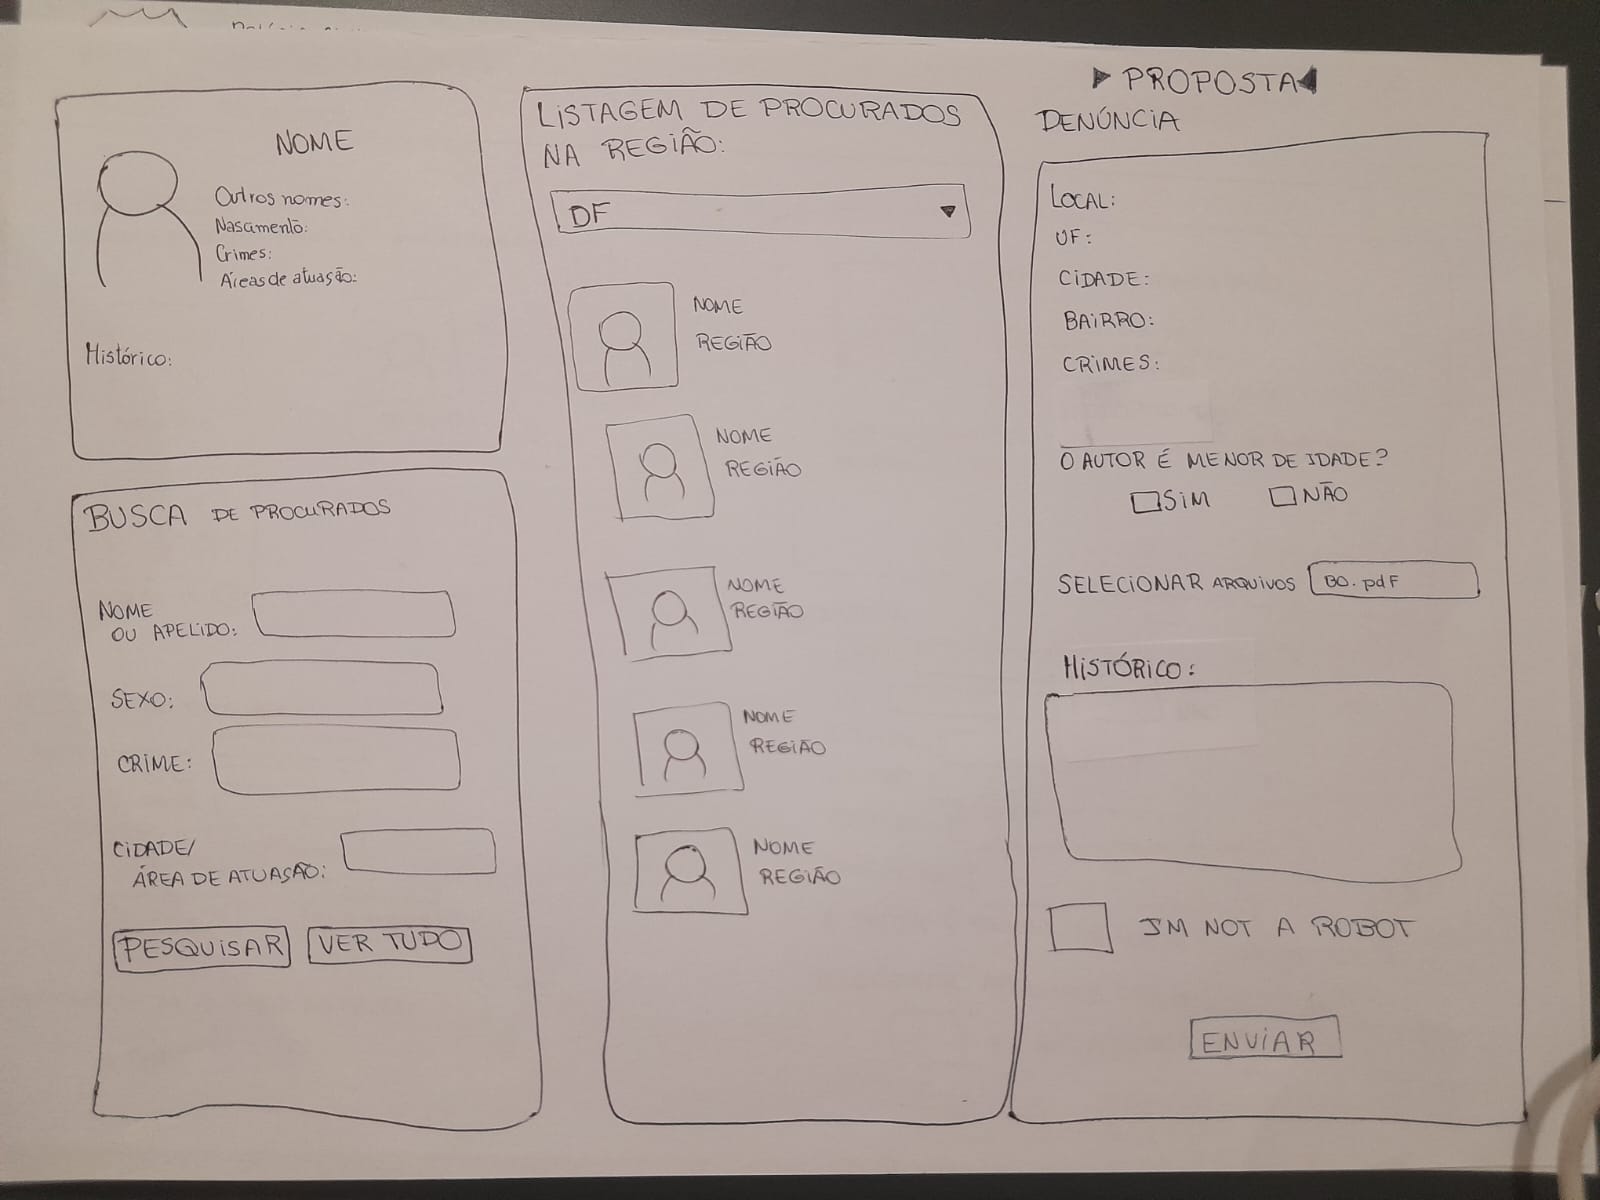 NOME
Outros nomes:
Nascimento:
Crimes:
Áreas de atuação:
Histórico:
BUSCA DE PROCURADOS
NOME
OU APELIDO:
SEXO:
CRIME:
CIDADE/
ÁREA DE ATUAÇÃO:
PESQUISAR VER TUDO
LISTAGEM DE PROCURADOS
NA REGIÃO:
DF
NOME
REGIÃO
NOME
REGIÃO
NOME
REGIÃO
NOME
REGIÃO
NOME
REGIÃO
PROPOSTA
DENÚNCIA
LOCAL:
UF:
CIDADE:
BAIRRO:
CRIMES:
O AUTOR É MENOR DE IDADE?
SIM NÃO
SELECIONAR ARQUIVOS BO.pdf
HISTÓRICO:
IM NOT A ROBOT
ENVIAR